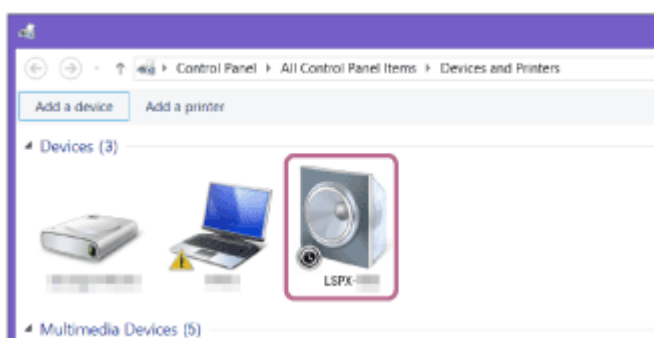 Control Panel ▸ All Control Panel Items ▸ Devices and Printers
Add a device Add a printer
Devices (3)
LSPX-
Multimedia Devices (5)